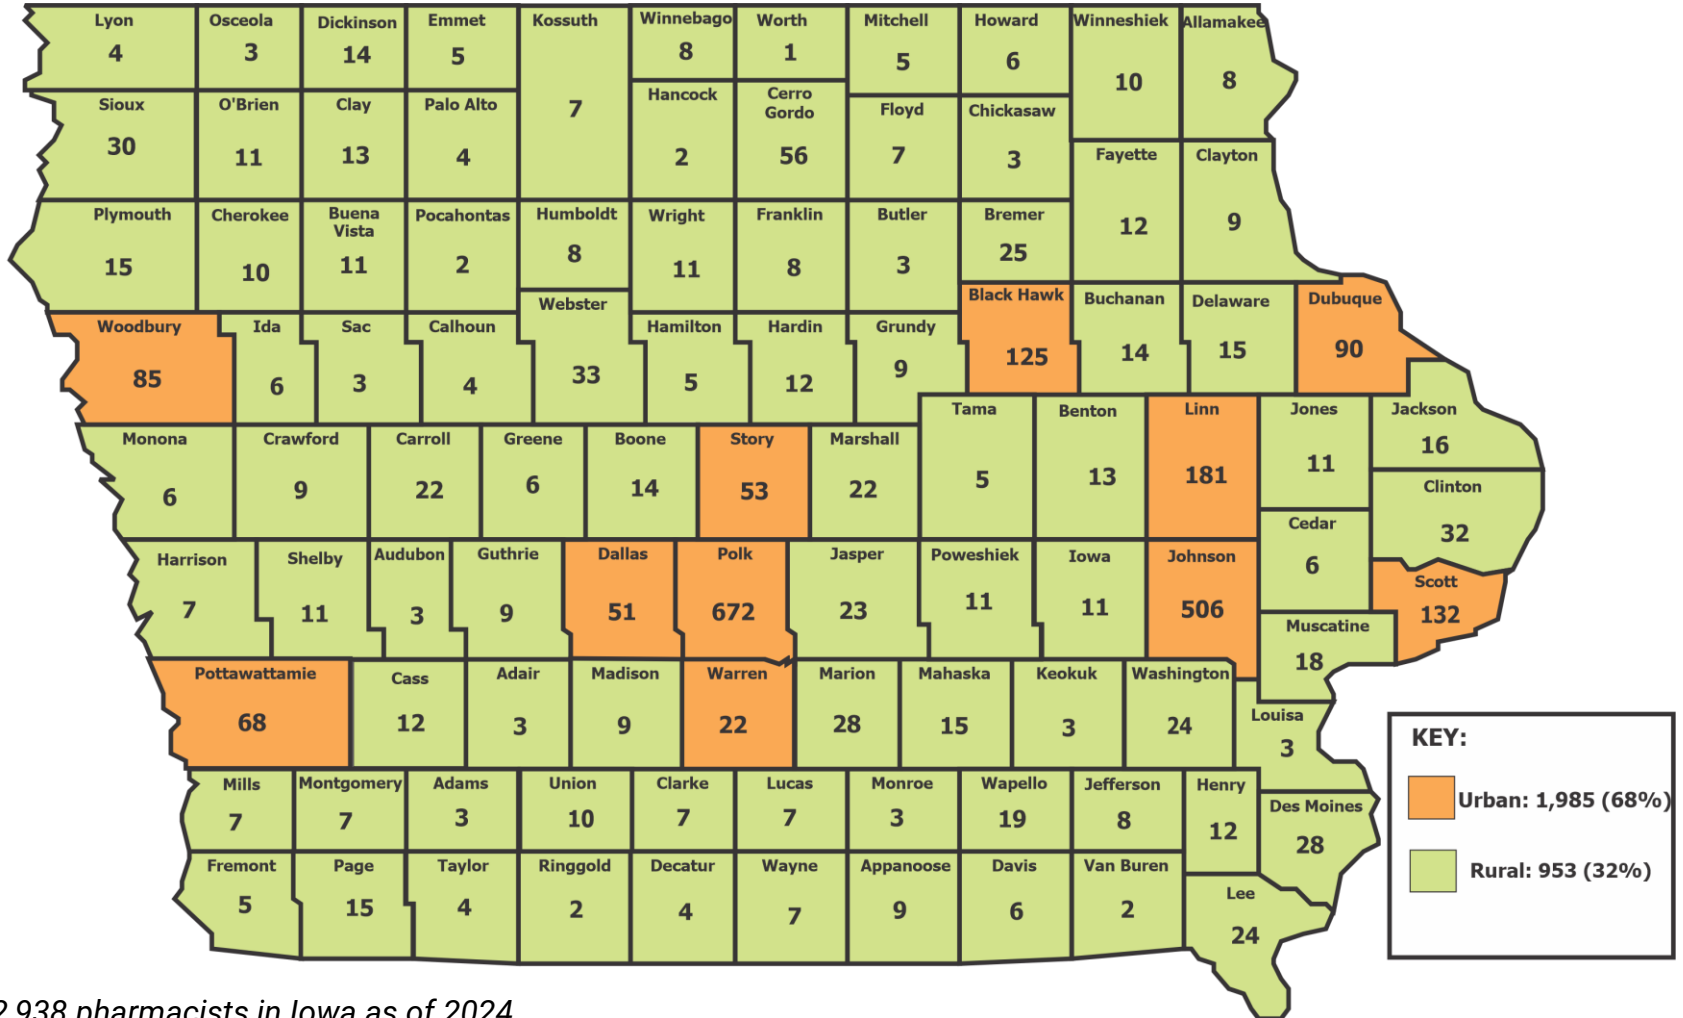 Lyon
4
Osceola
3
Dickinson
14
Emmet
5
Kossuth
7
Winnebago
8
Worth
1
Mitchell
5
Howard
6
Winneshiek
10
Allamakee
8
Sioux
30
O'Brien
11
Clay
13
Palo Alto
4
Hancock
2
Cerro
Gordo
56
Floyd
7
Chickasaw
3
Fayette
12
Clayton
9
Plymouth
15
Cherokee
10
Buena
Vista
11
Pocahontas
2
Humboldt
8
Wright
11
Franklin
8
Butler
3
Bremer
25
Woodbury
85
Ida
6
Sac
3
Calhoun
4
Webster
33
Hamilton
5
Hardin
12
Grundy
9
Black Hawk
125
Buchanan
14
Delaware
15
Dubuque
90
Monona
6
Crawford
9
Carroll
22
Greene
6
Boone
14
Story
53
Marshall
22
Tama
5
Benton
13
Linn
181
Jones
11
Jackson
16
Clinton
32
Cedar
6
Harrison
7
Shelby
11
Audubon
3
Guthrie
9
Dallas
51
Polk
672
Jasper
23
Poweshiek
11
Iowa
11
Johnson
506
Scott
132
Muscatine
18
Pottawattamie
68
Cass
12
Adair
3
Madison
9
Warren
22
Marion
28
Mahaska
15
Keokuk
3
Washington
24
Louisa
3
Mills
7
Montgomery
7
Adams
3
Union
10
Clarke
7
Lucas
7
Monroe
3
Wapello
19
Jefferson
8
Henry
12
Des Moines
28
Fremont
5
Page
15
Taylor
4
Ringgold
2
Decatur
4
Wayne
7
Appanoose
9
Davis
6
Van Buren
2
Lee
24
KEY:
Urban: 1,985 (68%)
Rural: 953 (32%)
2,938 pharmacists in Iowa as of 2024